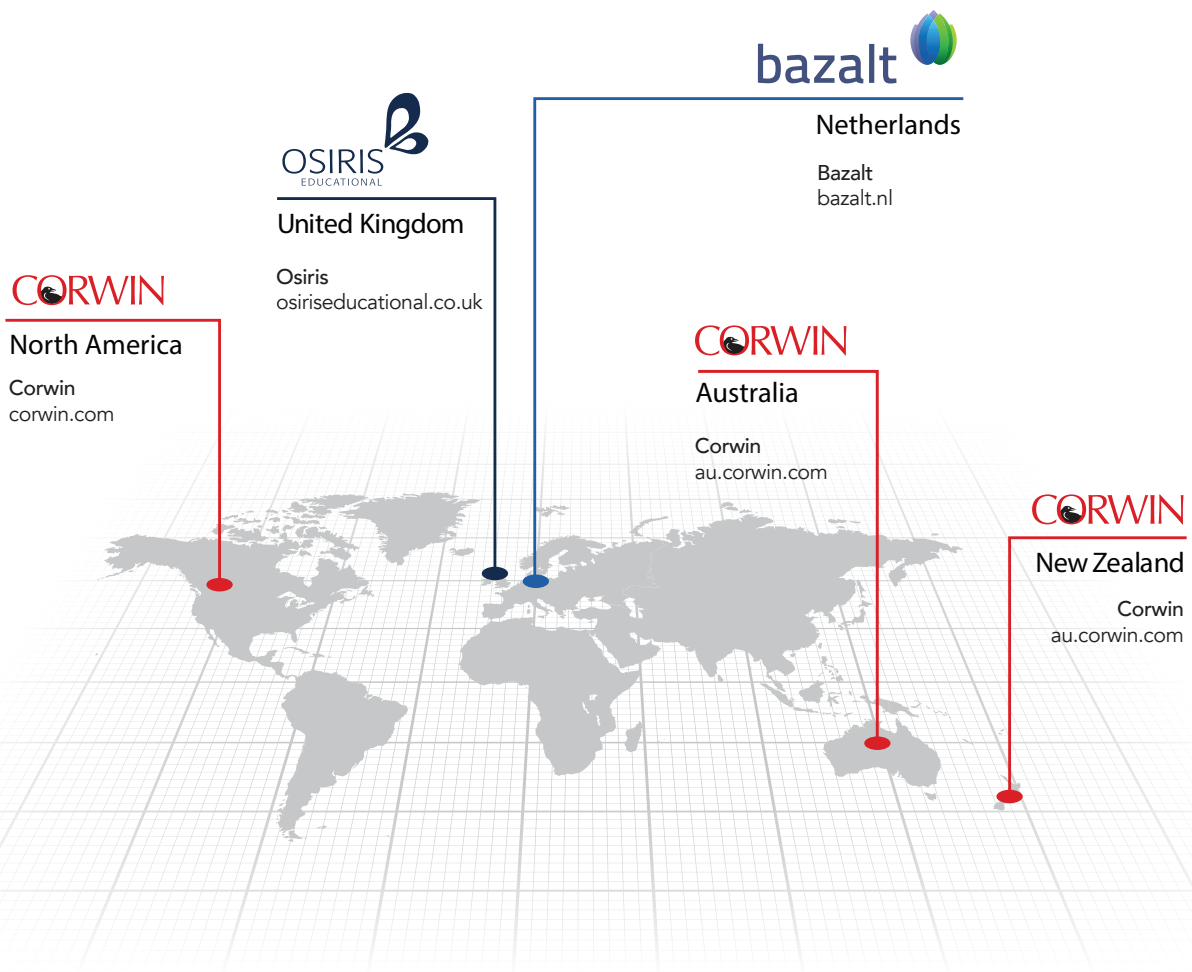 bazalt
Netherlands
Bazalt
bazalt.nl
OSIRIS
EDUCATIONAL
United Kingdom
Osiris
osiriseducational.co.uk
CORWIN
North America
Corwin
corwin.com
CORWIN
Australia
Corwin
au.corwin.com
CORWIN
New Zealand
Corwin
au.corwin.com